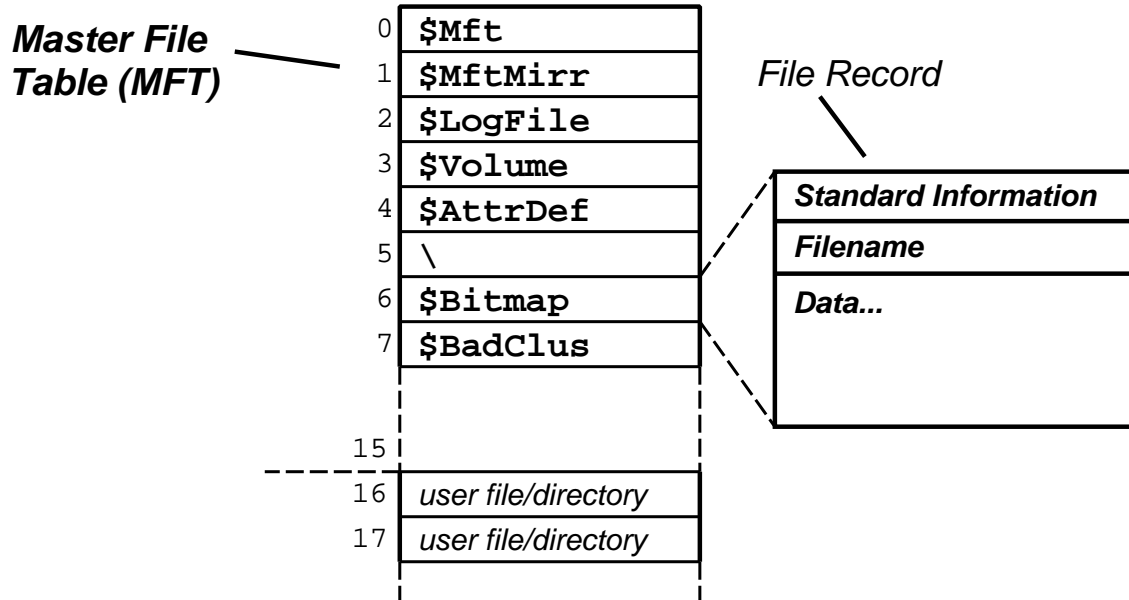 Master File
Table (MFT)
0 $Mft
1 $MftMirr
2 $LogFile
3 $Volume
4 $AttrDef
5 \
6 $Bitmap
7 $BadClus
15
16 user file/directory
17 user file/directory
File Record
Standard Information
Filename
Data...